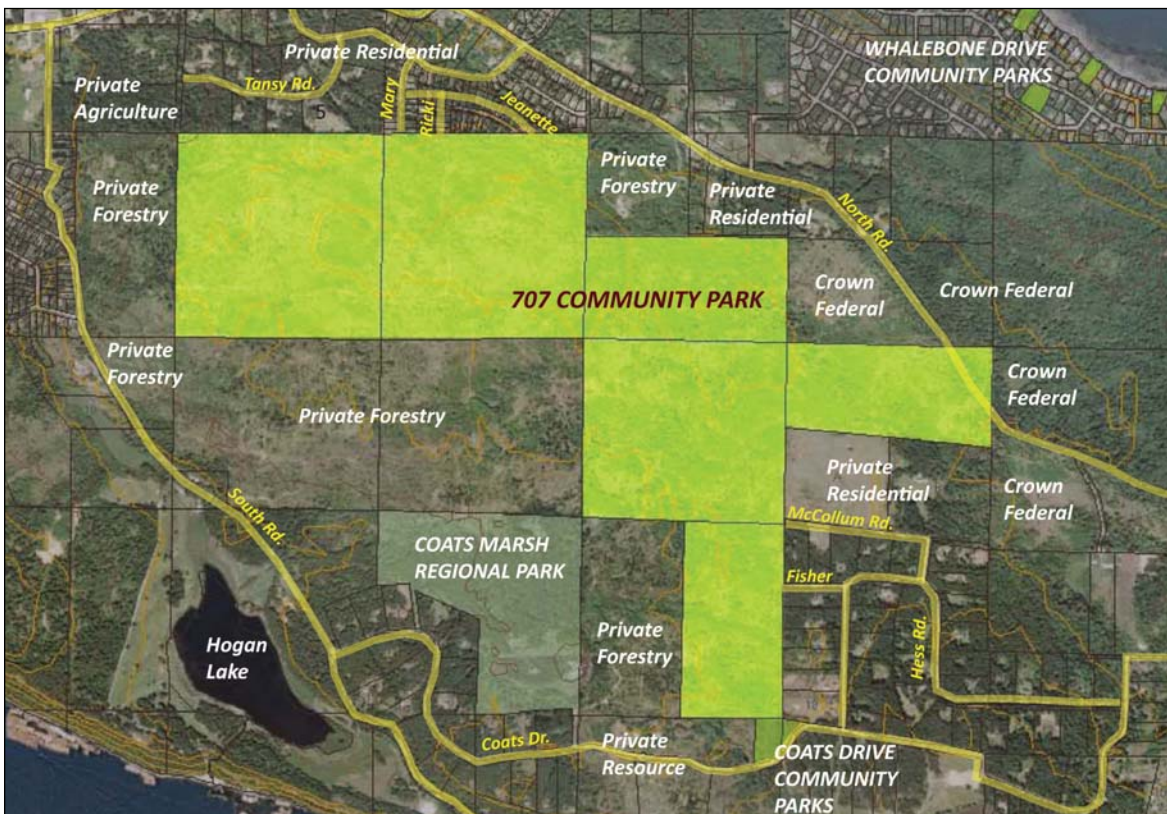 Private Residential
WHALEBONE DRIVE
COMMUNITY PARKS
Private
Agriculture
Tansy Rd.
Mary
Ricki
Jeanette
5
Private
Forestry
Private
Forestry
Private
Residential
North Rd.
707 COMMUNITY PARK
Crown
Federal
Crown Federal
Private
Forestry
Private Forestry
Crown
Federal
Private
Residential
Crown
Federal
South Rd.
McCollum Rd.
COATS MARSH
REGIONAL PARK
Fisher
Hogan
Lake
Private
Forestry
Hess Rd.
Coats Dr.
Private
Resource
COATS DRIVE
COMMUNITY
PARKS